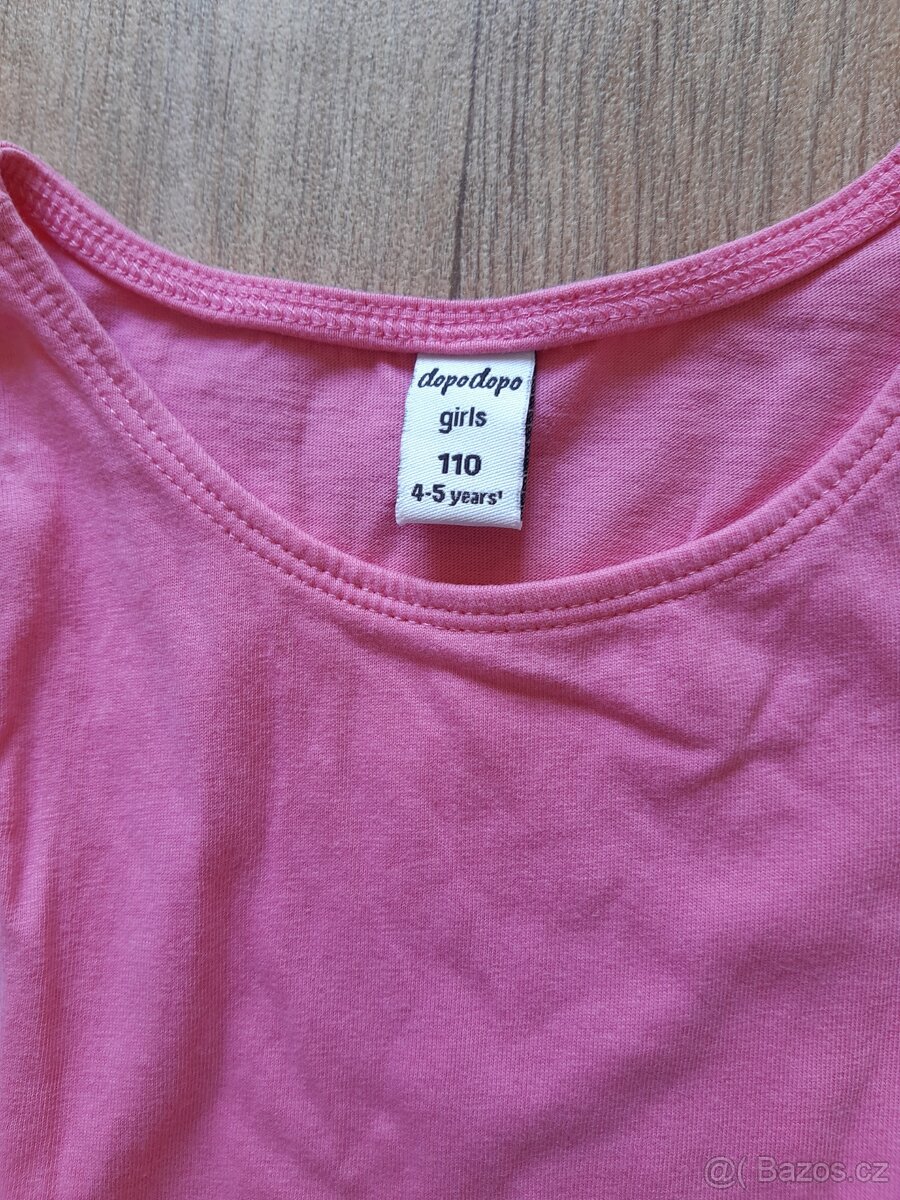 dopodopo
girls
110
4-5 years'
@( Bazos.cz